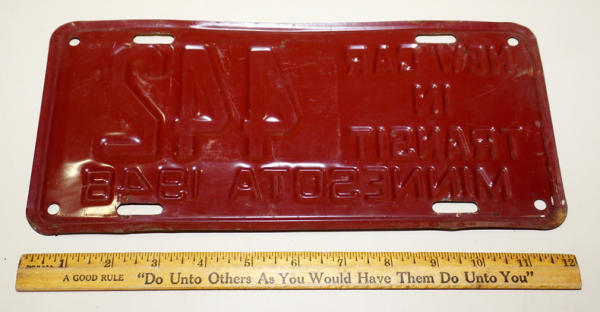 NEW CAR
IN
TRANSIT
442
MINNESOTA 1948
1 2 3 4 5 6 7 8 9 10 11 12
A GOOD RULE "Do Unto Others As You Would Have Them Do Unto You"